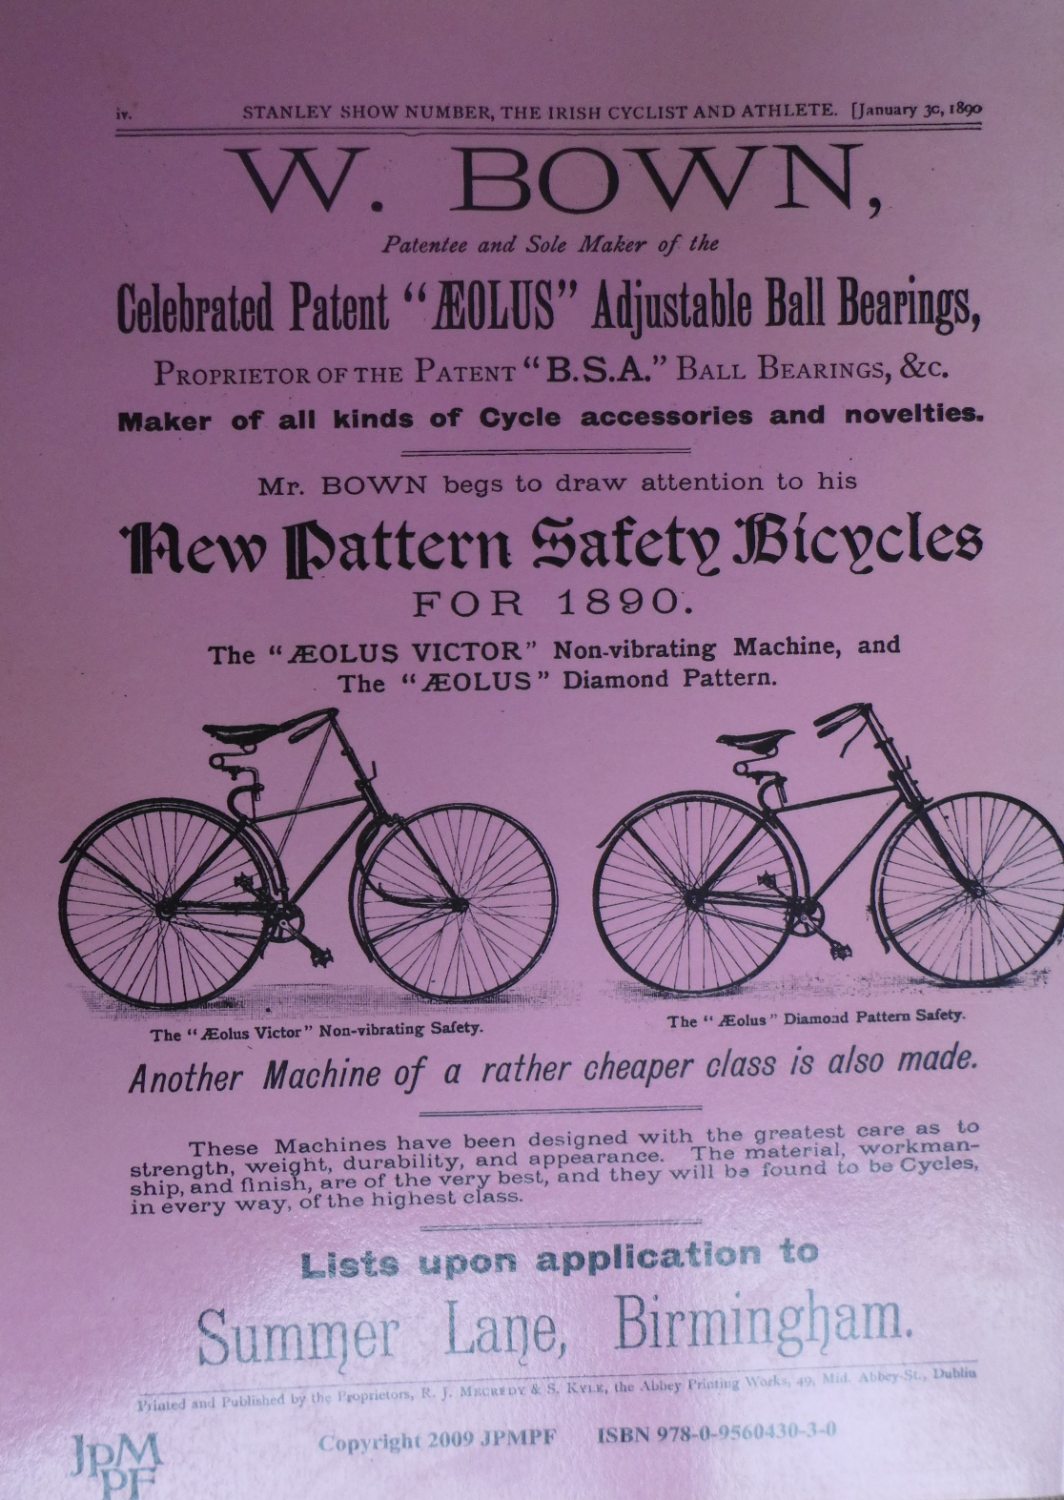 iv. STANLEY SHOW NUMBER, THE IRISH CYCLIST AND ATHLETE. [January 30, 1890
W. BOWN,
Patentee and Sole Maker of the
Celebrated Patent “ÆOLUS” Adjustable Ball Bearings,
PROPRIETOR OF THE PATENT “B.S.A.” BALL BEARINGS, &C.
Maker of all kinds of Cycle accessories and novelties.
Mr. BOWN begs to draw attention to his
New Pattern Safety Bicycles
FOR 1890.
The “ÆOLUS VICTOR” Non-vibrating Machine, and
The “ÆOLUS” Diamond Pattern.
The “Æolus Victor” Non-vibrating Safety.
The “Æolus” Diamond Pattern Safety.
Another Machine of a rather cheaper class is also made.
These Machines have been designed with the greatest care as to
strength, weight, durability, and appearance. The material, workman-
ship, and finish, are of the very best, and they will be found to be Cycles,
in every way, of the highest class.
Lists upon application to
Summer Lane, Birmingham.
Printed and Published by the Proprietors, R. J. MECREDY & S. KYLE, the Abbey Printing Works, 49, Mid. Abbey-St., Dublin
Copyright 2009 JPMPF ISBN 978-0-9560430-3-0
JPM
PF